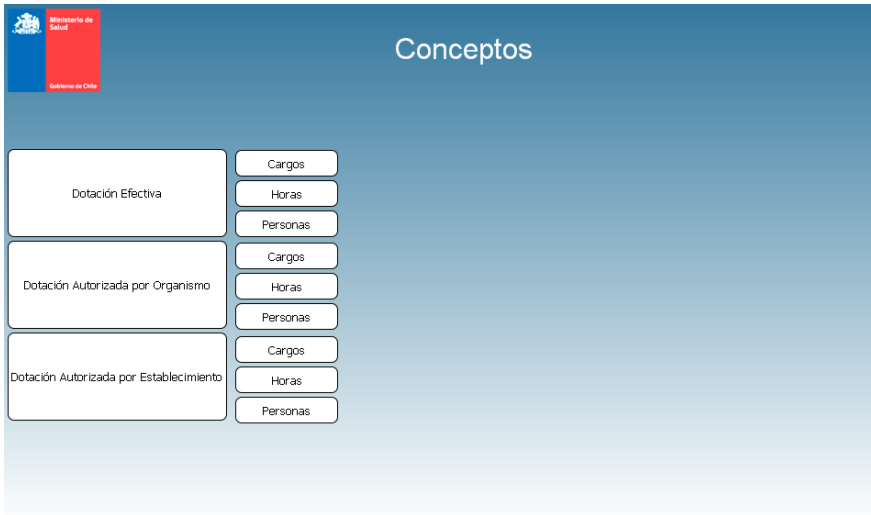 Ministerio de
Salud
Gobierno de Chile
Conceptos
Dotación Efectiva
Cargos
Horas
Personas
Dotación Autorizada por Organismo
Cargos
Horas
Personas
Dotación Autorizada por Establecimiento
Cargos
Horas
Personas